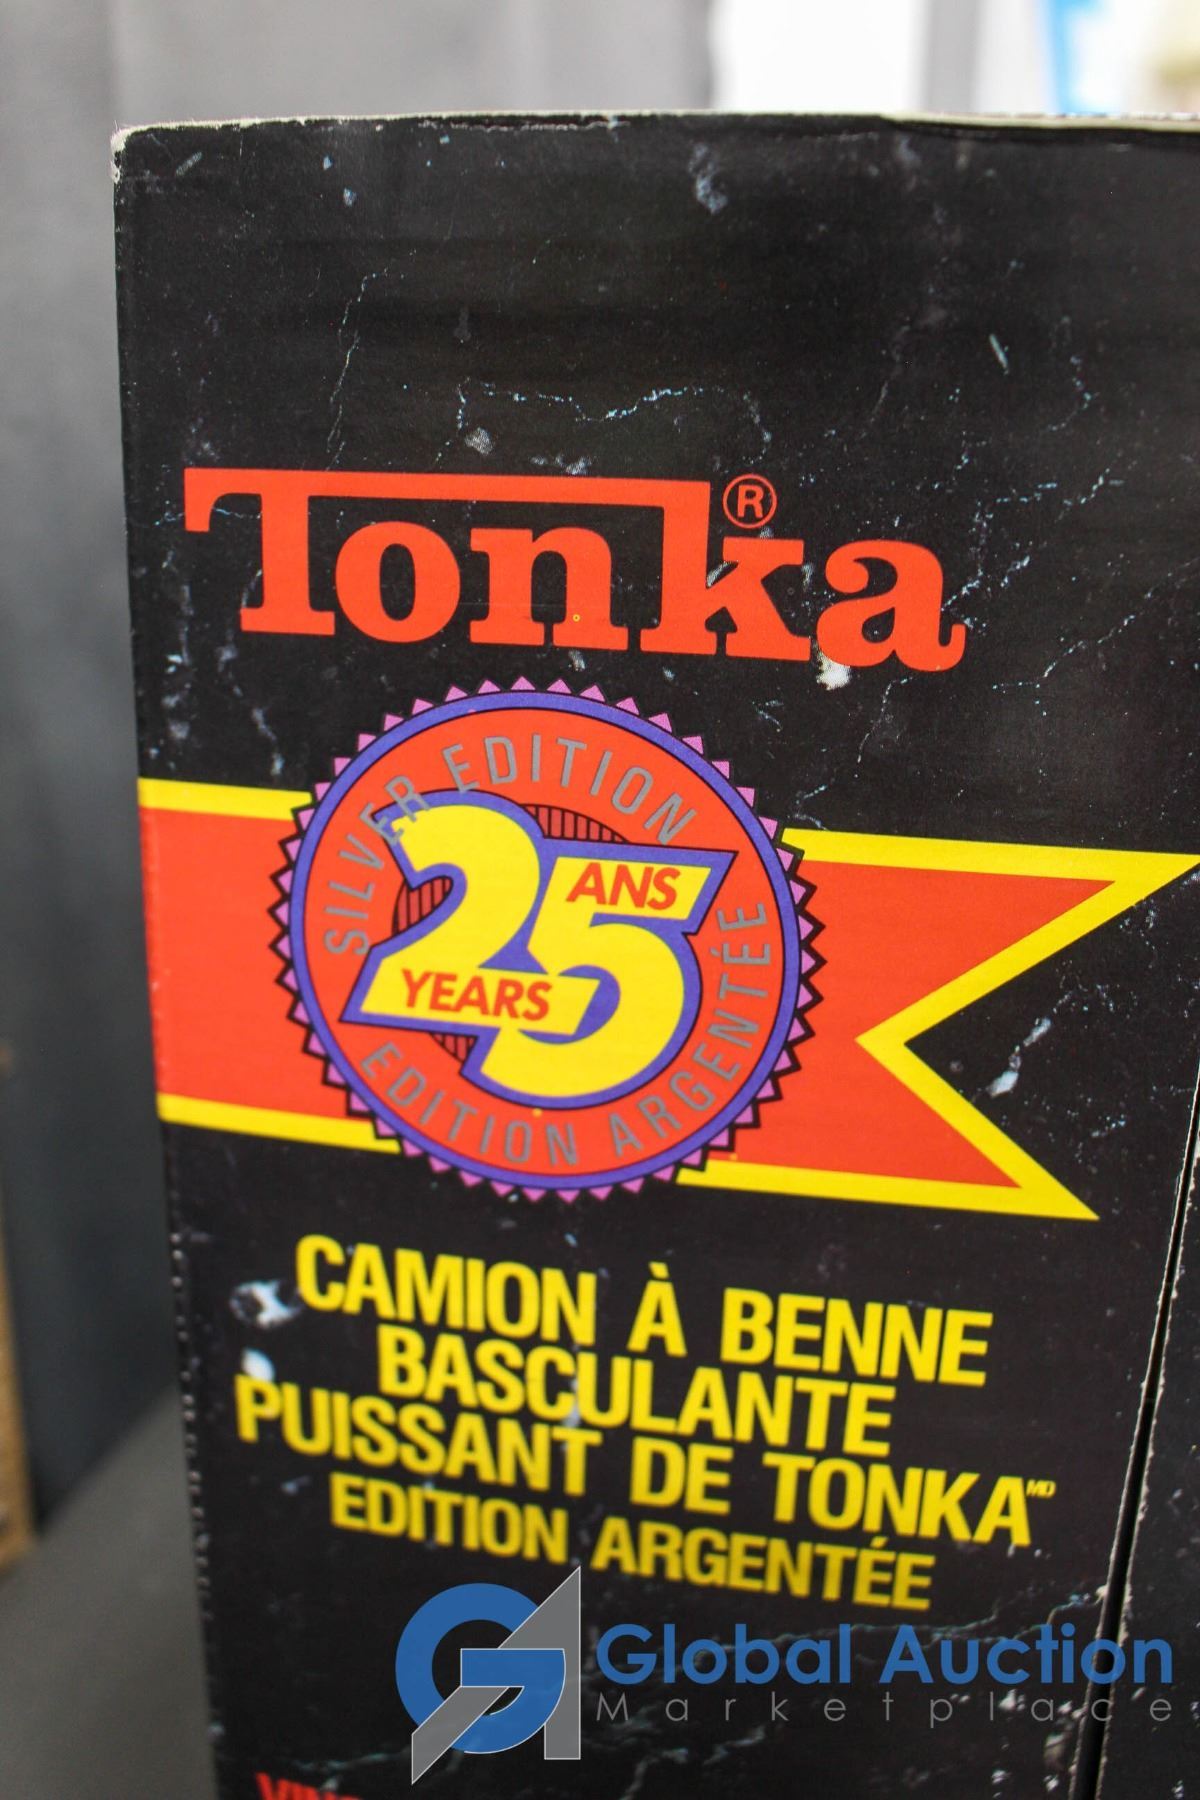 Tonka®
SILVER EDITION
25
ANS
YEARS
EDITION ARGENTÉE
CAMION À BENNE
BASCULANTE
PUISSANT DE TONKA MD
EDITION ARGENTÉE
Global Auction
Marketplace